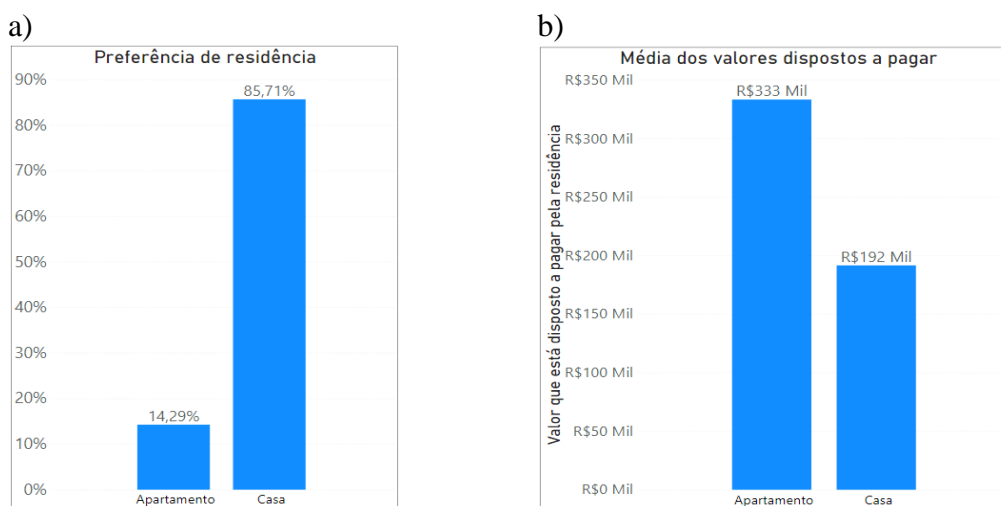 a)
Preferência de residência
90%
85,71%
80%
70%
60%
50%
40%
30%
20%
14,29%
10%
0%
Apartamento Casa
b)
Média dos valores dispostos a pagar
Valor que está disposto a pagar pela residência
R$350 Mil
R$333 Mil
R$300 Mil
R$250 Mil
R$200 Mil
R$192 Mil
R$150 Mil
R$100 Mil
R$50 Mil
R$0 Mil
Apartamento Casa